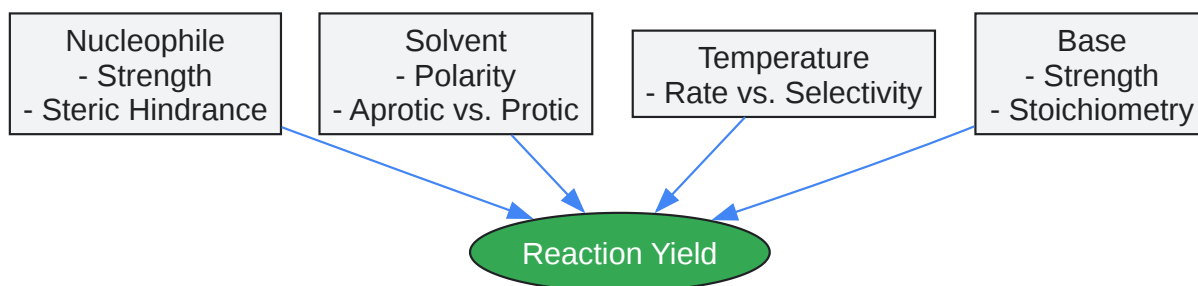 Nucleophile
- Strength
- Steric Hindrance
Solvent
- Polarity
- Aprotic vs. Protic
Temperature
- Rate vs. Selectivity
Base
- Strength
- Stoichiometry
Reaction Yield